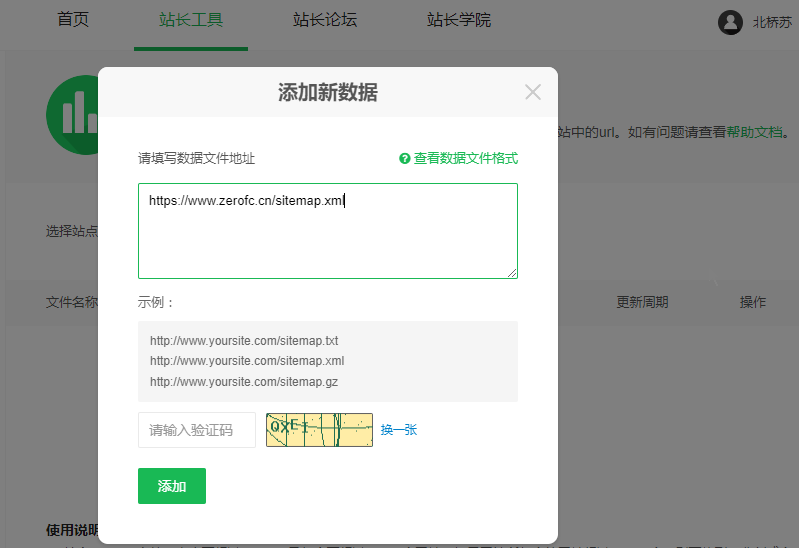 首页 站长工具 站长论坛 站长学院 北桥苏
添加新数据
站中的url。如有问题请查看帮助文档。
请填写数据文件地址 查看数据文件格式
https://www.zerofc.cn/sitemap.xml
选择站点
示例：
文件名称 更新周期 操作
http://www.yoursite.com/sitemap.txt
http://www.yoursite.com/sitemap.xml
http://www.yoursite.com/sitemap.gz
请输入验证码 QXEI 换一张
添加
使用说明